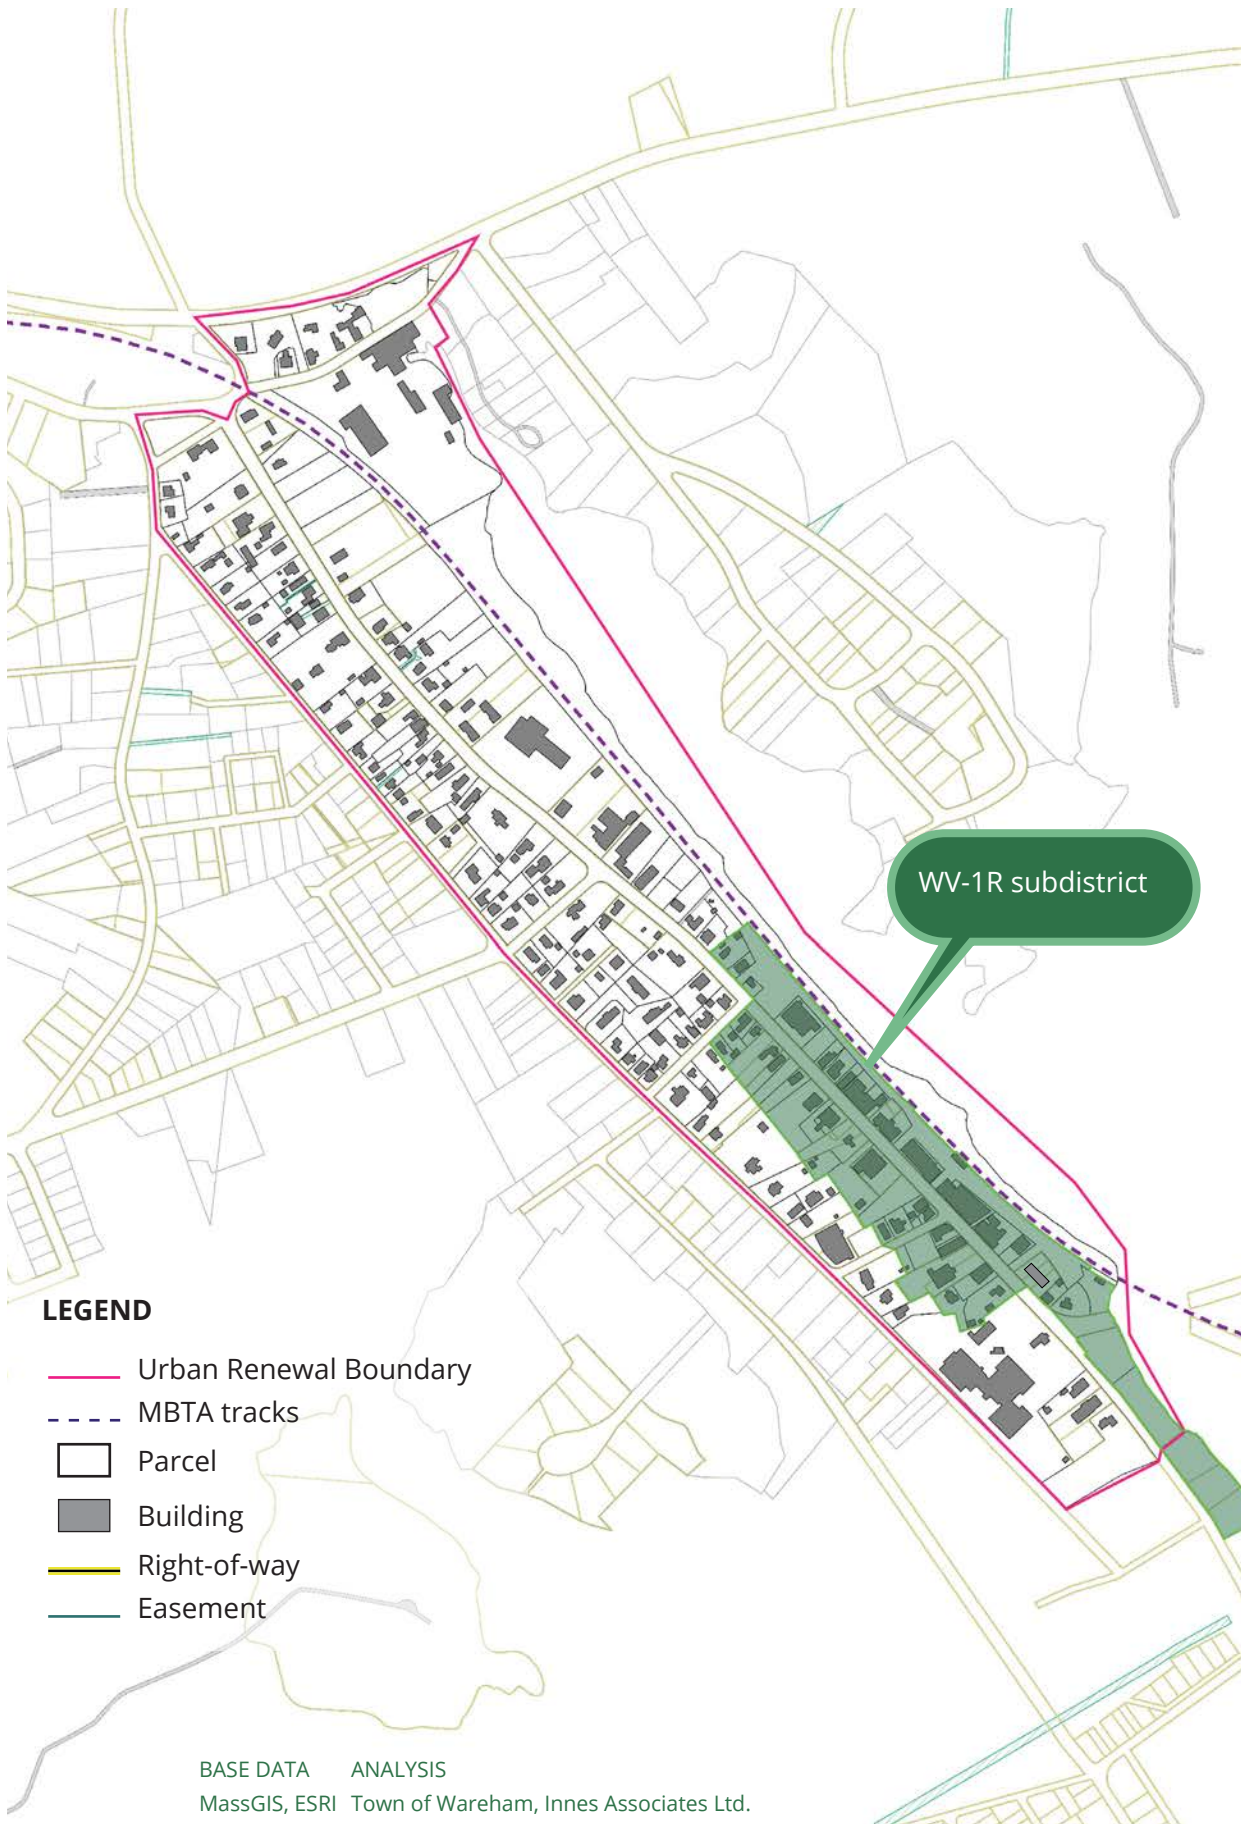 WV-1R subdistrict
LEGEND
Urban Renewal Boundary
MBTA tracks
Parcel
Building
Right-of-way
Easement
BASE DATA ANALYSIS
MassGIS, ESRI Town of Wareham, Innes Associates Ltd.